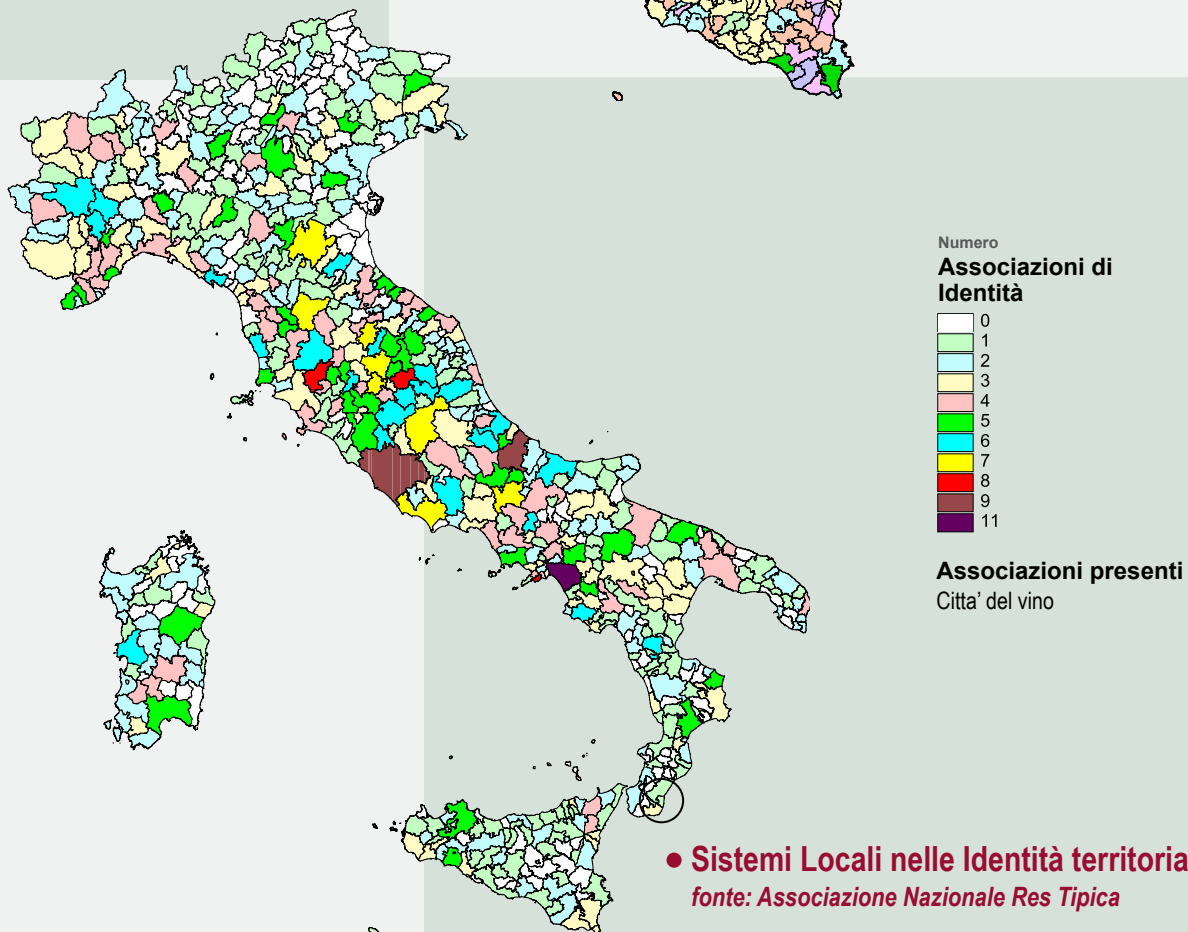 Numero
Associazioni di
Identità
0
1
2
3
4
5
6
7
8
9
11
Associazioni presenti
Citta' del vino
• Sistemi Locali nelle Identità territoria
fonte: Associazione Nazionale Res Tipica